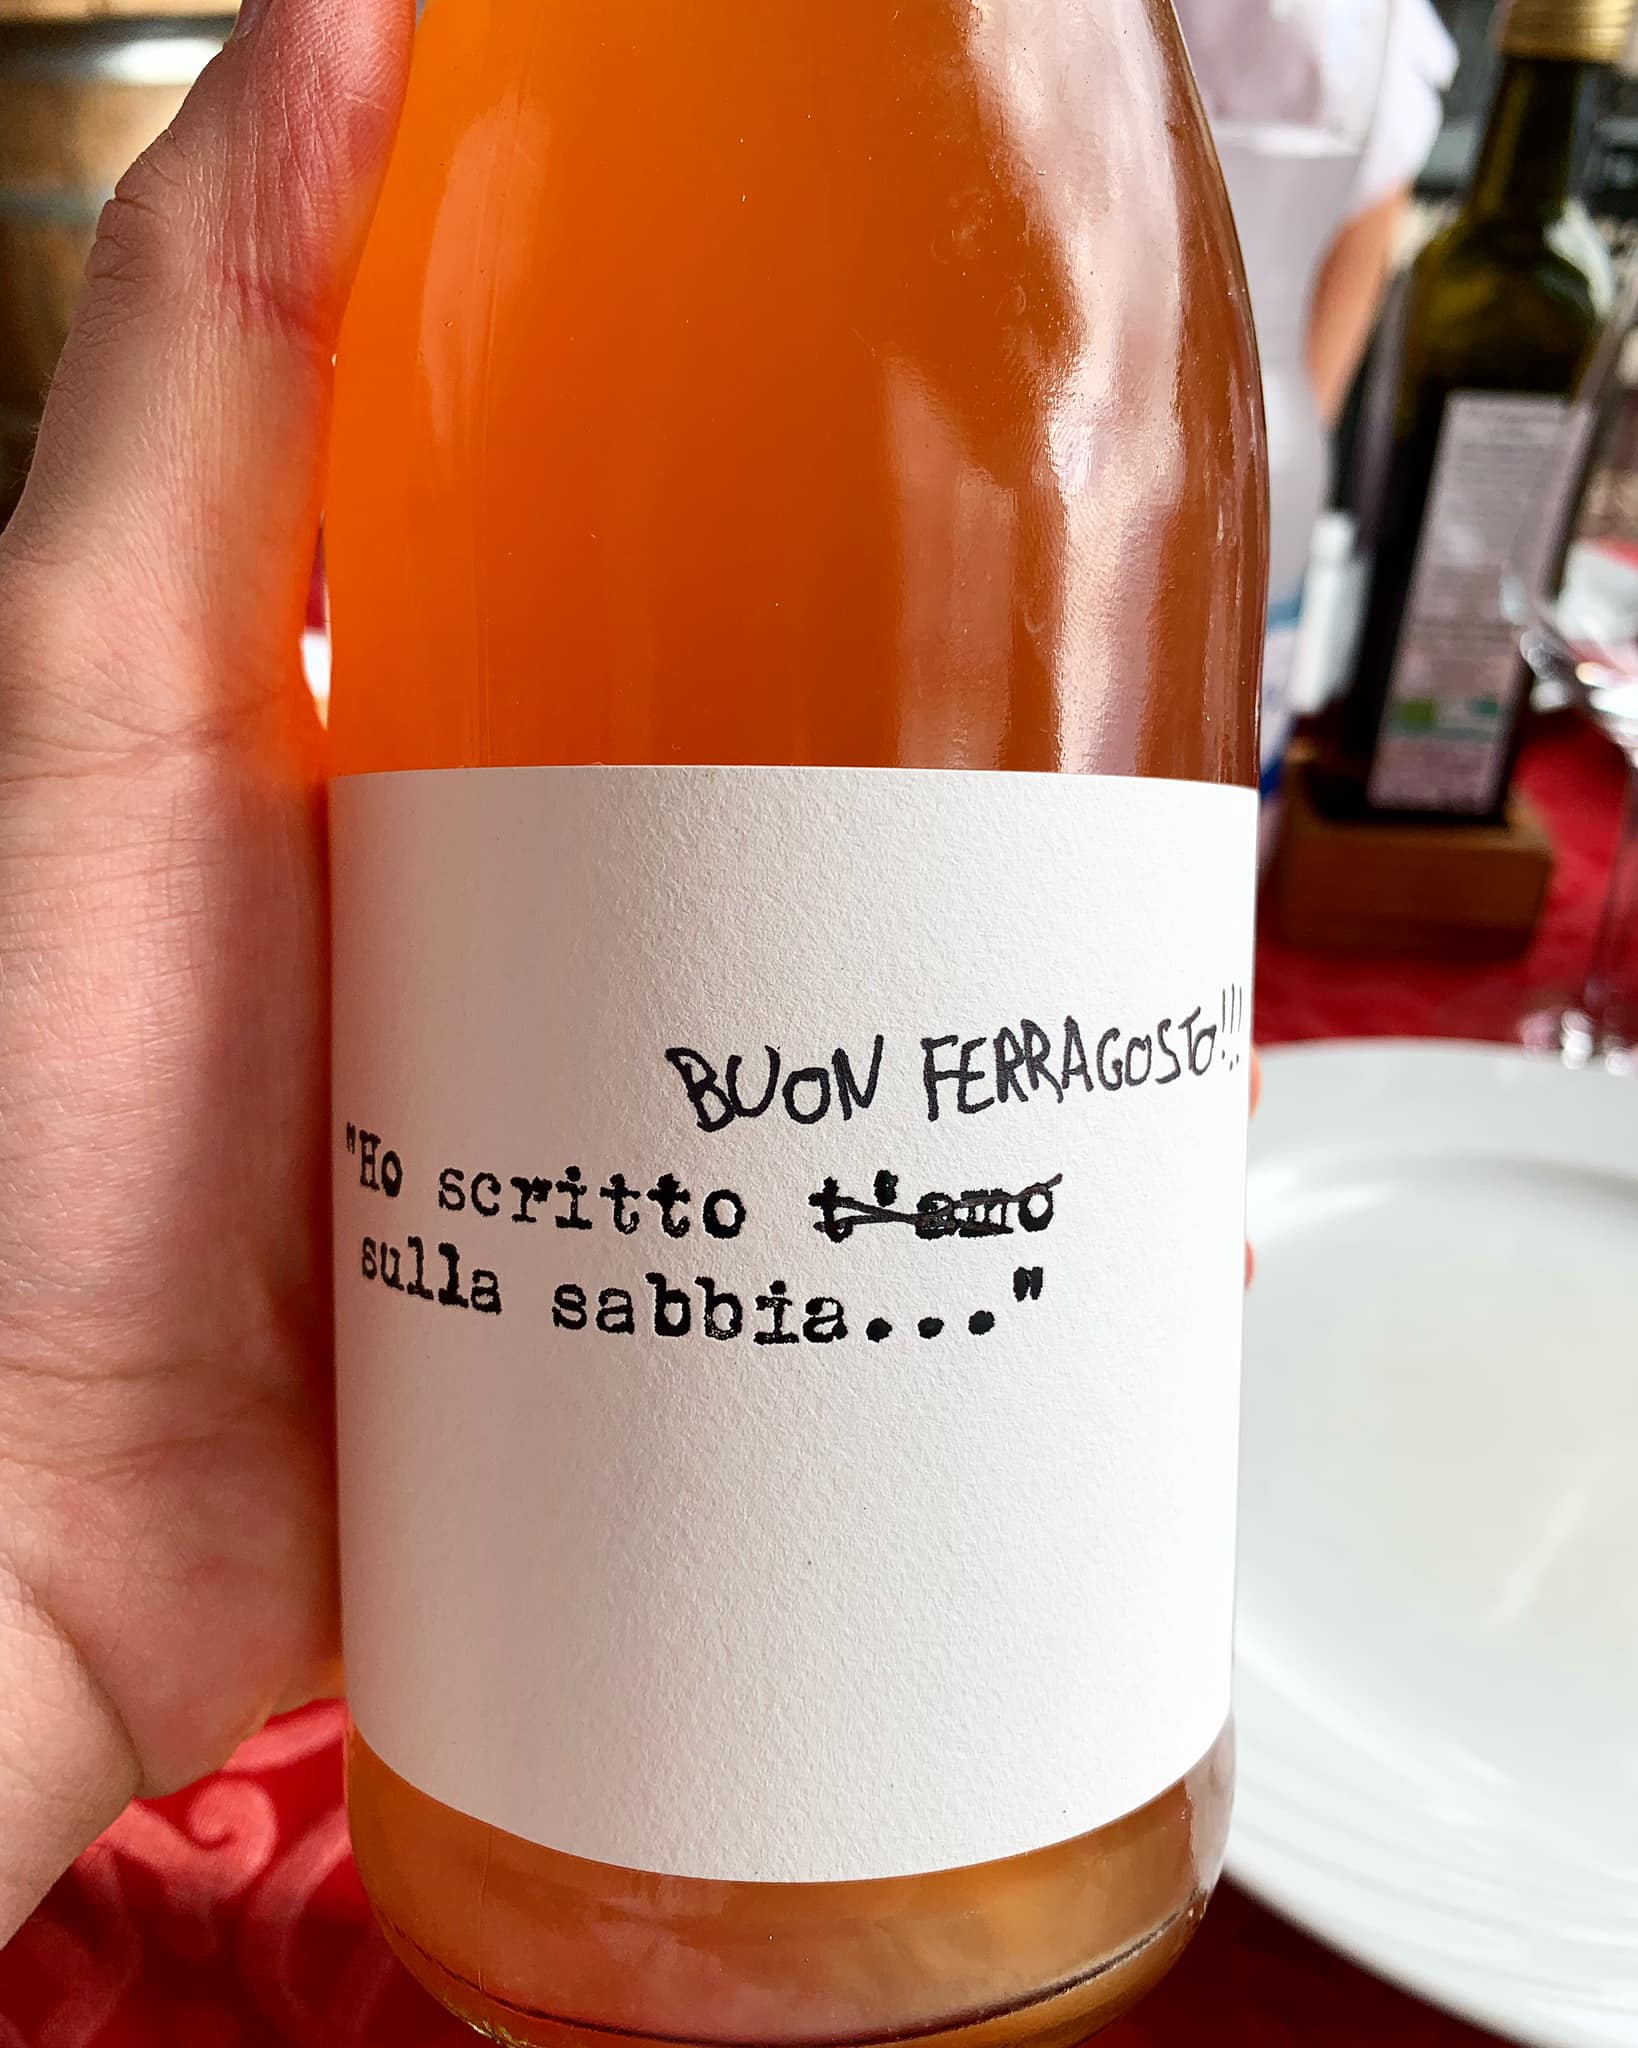 BUON FERRAGOSTO!!!
"Ho scritto t'amo
sulla sabbia..."